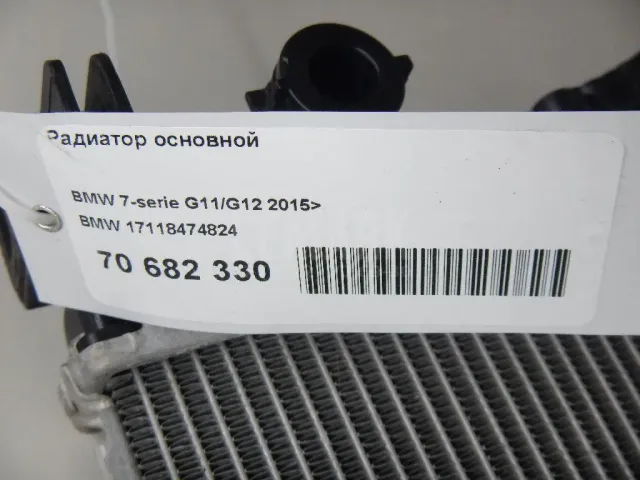 Радиатор основной
BMW 7-serie G11/G12 2015>
BMW 17118474824
70 682 330